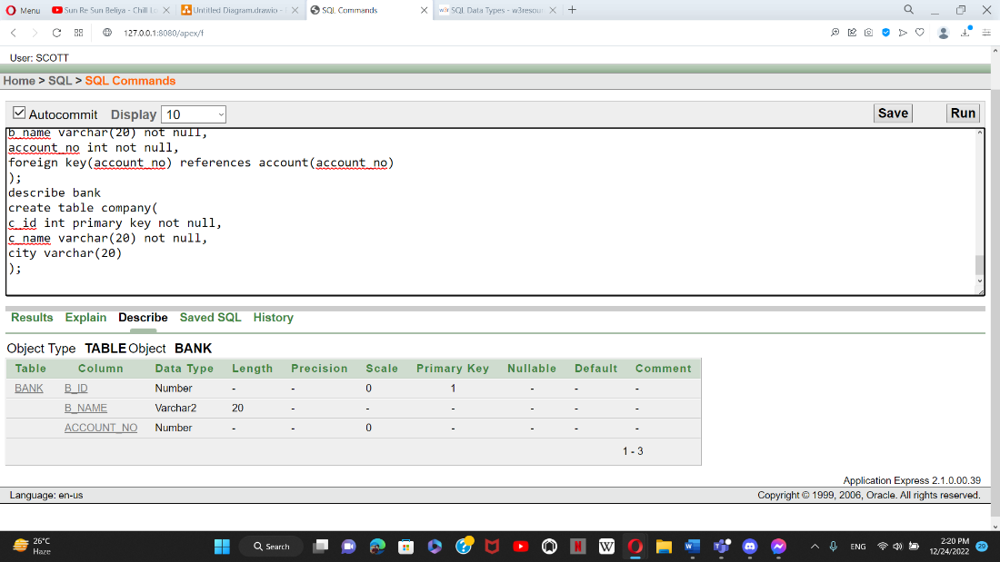 Menu
Sun Re Sun Beliya - Chill Lo
Untitled Diagram.drawio -
SQL Commands
w3r SQL Data Types - w3resour
127.0.0.1:8080/apex/f
User: SCOTT
Home > SQL > SQL Commands
Autocommit Display 10 Save Run
b_name varchar(20) not null,
account_no int not null,
foreign key(account_no) references account(account_no)
);
describe bank
create table company(
c_id int primary key not null,
c_name varchar(20) not null,
city varchar(20)
);
Results Explain Describe Saved SQL History
Object Type TABLE Object BANK
Table Column Data Type Length Precision Scale Primary Key Nullable Default Comment
BANK B_ID Number - - 0 1 - - -
B_NAME Varchar2 20 - - - - - -
ACCOUNT_NO Number - - 0 - - - -
1 - 3
Application Express 2.1.0.00.39
Language: en-us Copyright © 1999, 2006, Oracle. All rights reserved.
26°C
Haze
Search
ENG
2:20 PM
12/24/2022
29